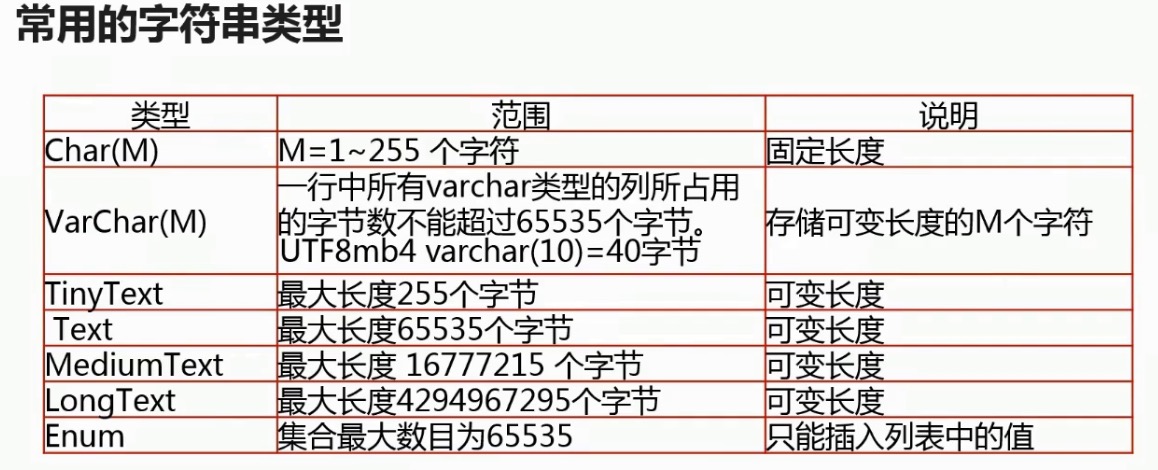 常用的字符串类型
类型 范围 说明
Char(M) M=1~255 个字符 固定长度
一行中所有varchar类型的列所占用
VarChar(M) 的字节数不能超过65535个字节。 存储可变长度的M个字符
UTF8mb4 varchar(10)=40字节
TinyText 最大长度255个字节 可变长度
Text 最大长度65535个字节 可变长度
MediumText 最大长度 16777215 个字节 可变长度
LongText 最大长度4294967295个字节 可变长度
Enum 集合最大数目为65535 只能插入列表中的值